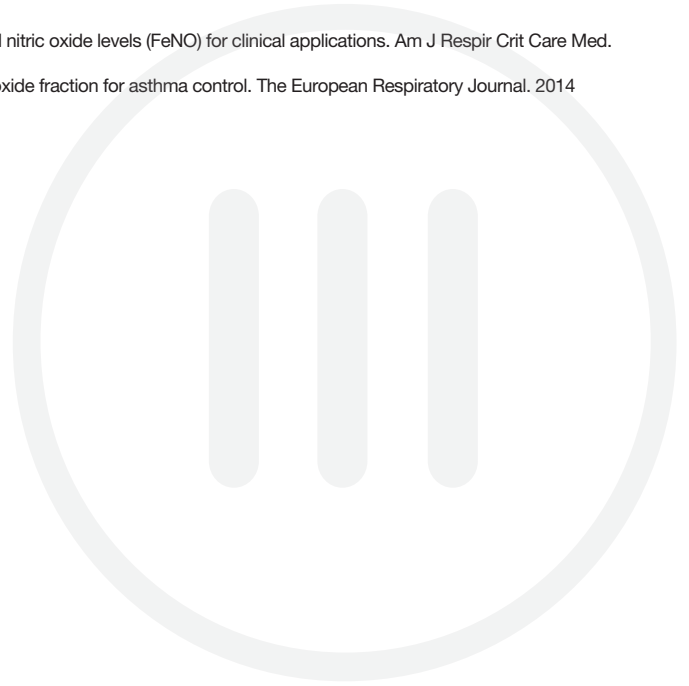 nitric oxide levels (FeNO) for clinical applications. Am J Respir Crit Care Med.
oxide fraction for asthma control. The European Respiratory Journal. 2014